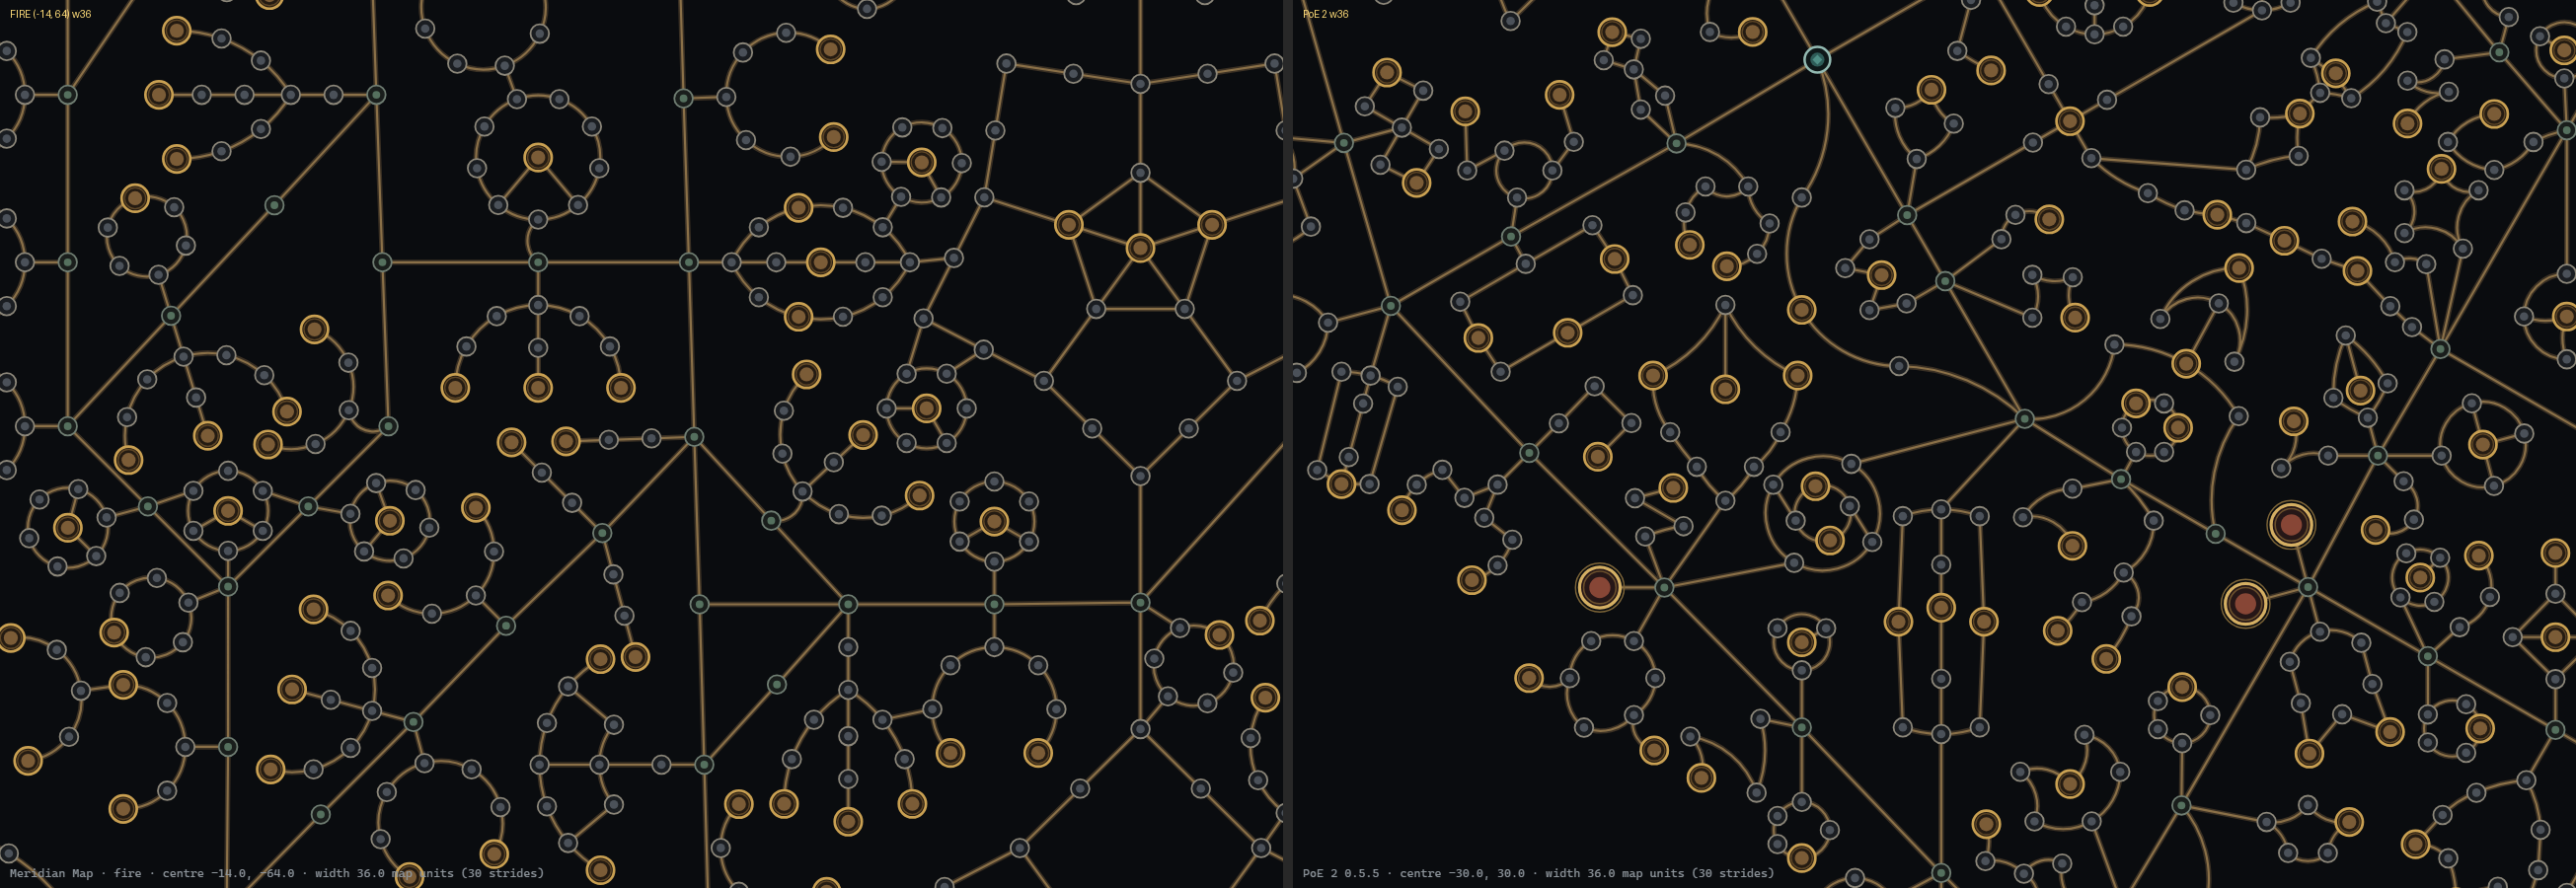 FIRE (-14, 64) w36
PoE 2 w36
Meridian Map · fire · centre −14.0, −64.0 · width 36.0 map units (30 strides)
PoE 2 0.5.5 · centre −30.0, 30.0 · width 36.0 map units (30 strides)